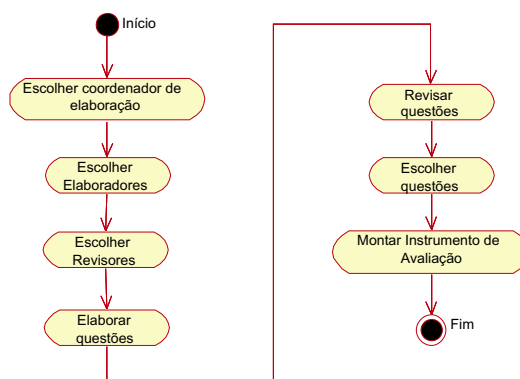 Início
Escolher coordenador de
elaboração
Escolher
Elaboradores
Escolher
Revisores
Elaborar
questões
Revisar
questões
Escolher
questões
Montar Instrumento de
Avaliação
Fim